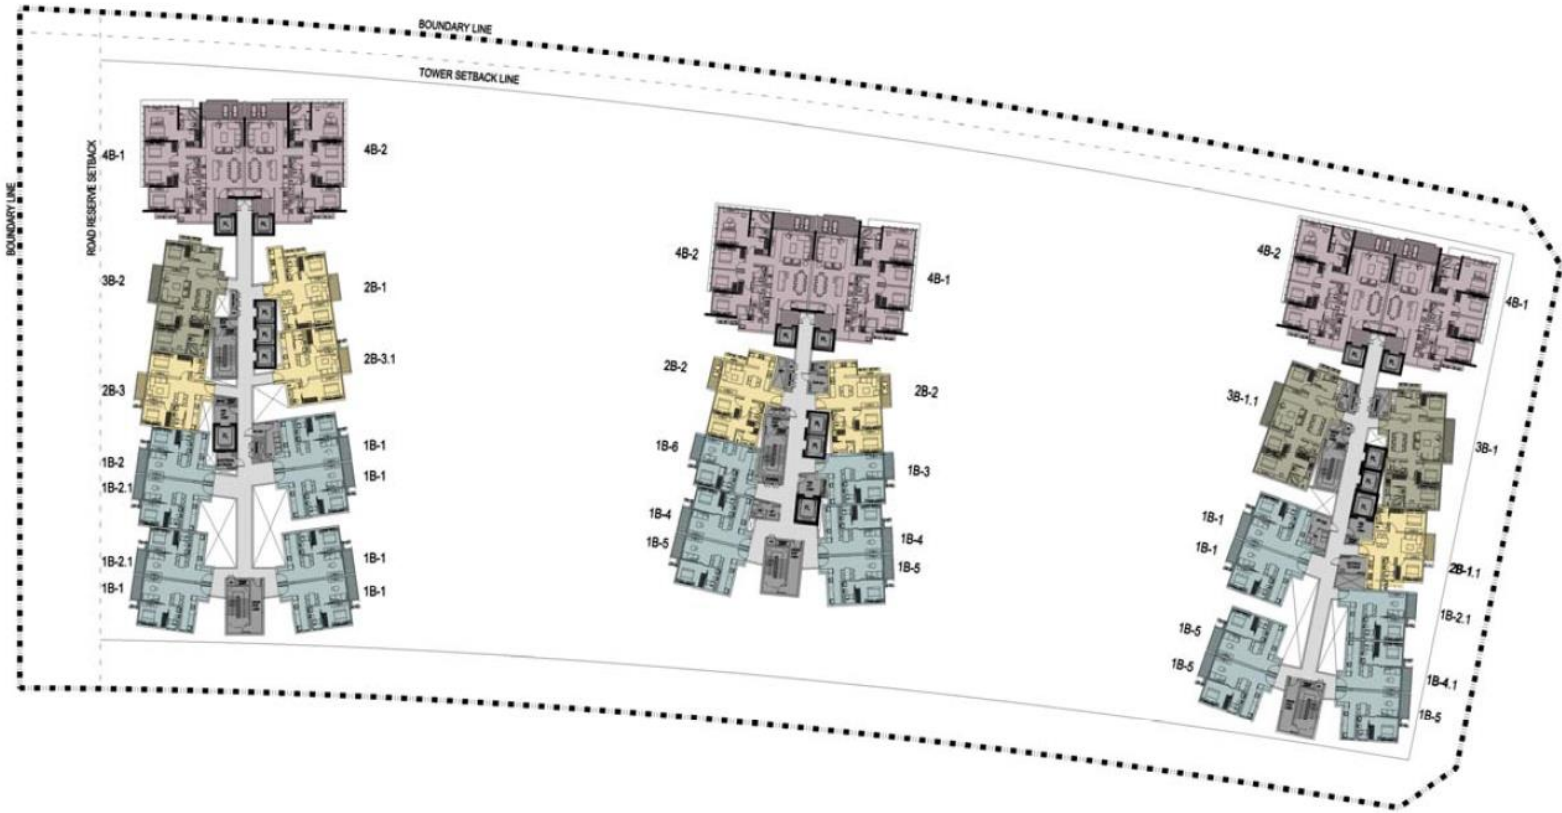 BOUNDARY LINE
TOWER SETBACK LINE
BOUNDARY LINE
ROAD RESERVE SETBACK
4B-1
4B-2
3B-2
2B-1
2B-3.1
2B-3
1B-1
1B-2
1B-1
1B-2.1
1B-1
1B-2.1
1B-1
1B-1
4B-2
4B-1
2B-2
2B-2
1B-6
1B-3
1B-4
1B-4
1B-5
1B-5
4B-2
4B-1
3B-1.1
3B-1
1B-1
1B-1
2B-1.1
1B-2.1
1B-5
1B-5
1B-4.1
1B-5